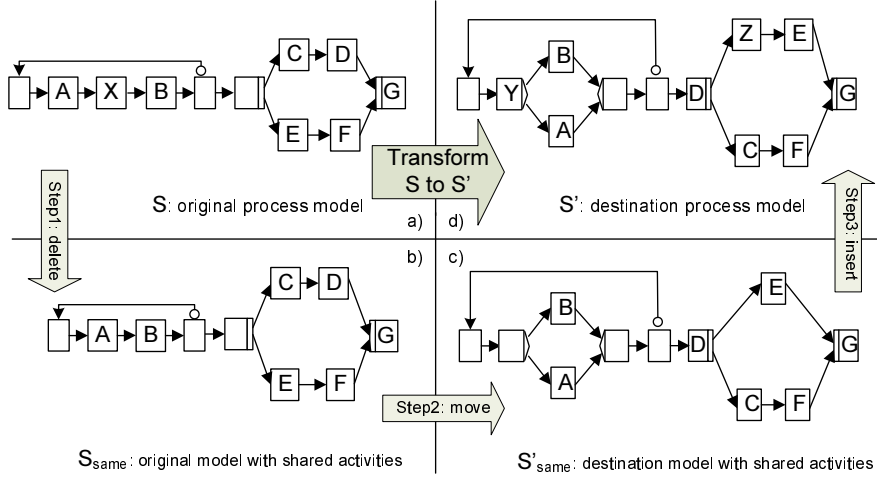 C D Z E
B
A X B Y D G
G
A
E F C F
Transform
S to S’
Step1: delete
S: original process model
S’: destination process model
Step3: insert
a) d)
b) c)
C D E
B
A B G D G
A
E F C F
Step2: move
Ssame: original model with shared activities
S’same: destination model with shared activities